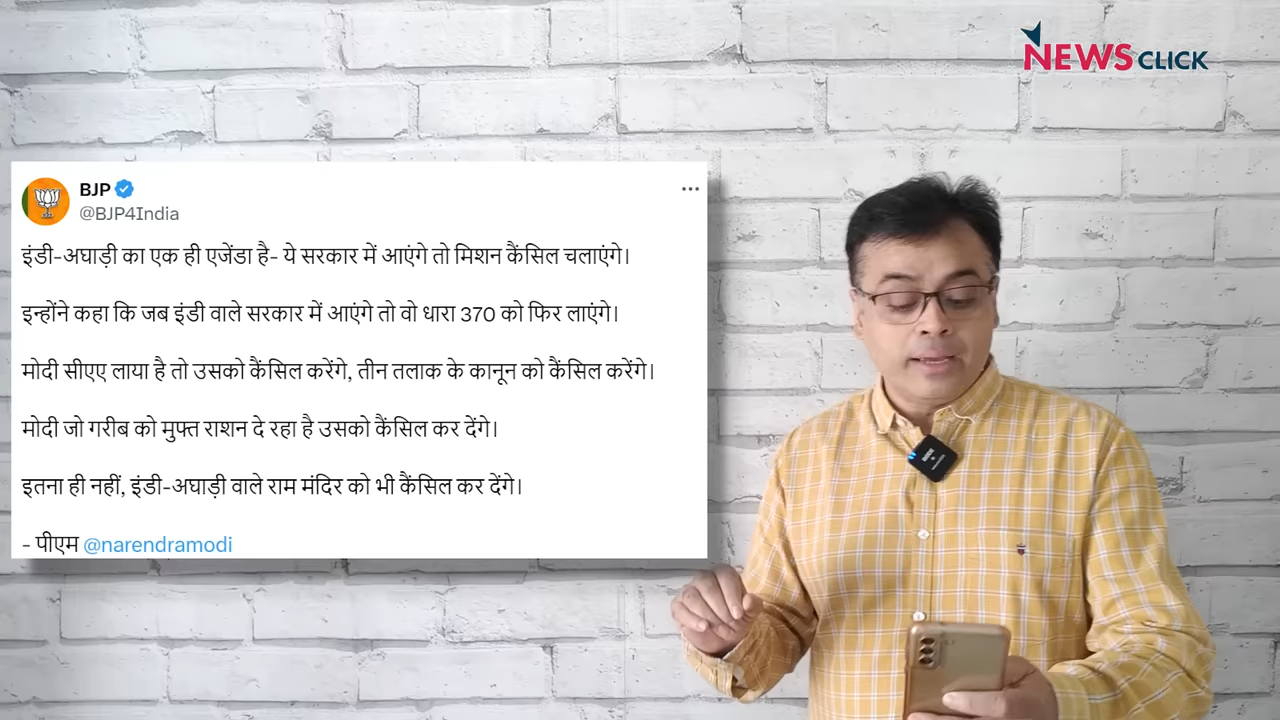 NEWSCLICK
BJP
@BJP4India
इंडी-अघाड़ी का एक ही एजेंडा है- ये सरकार में आएंगे तो मिशन कैंसिल चलाएंगे।
इन्होंने कहा कि जब इंडी वाले सरकार में आएंगे तो वो धारा 370 को फिर लाएंगे।
मोदी सीएए लाया है तो उसको कैंसिल करेंगे, तीन तलाक के कानून को कैंसिल करेंगे।
मोदी जो गरीब को मुफ्त राशन दे रहा है उसको कैंसिल कर देंगे।
इतना ही नहीं, इंडी-अघाड़ी वाले राम मंदिर को भी कैंसिल कर देंगे।
- पीएम @narendramodi